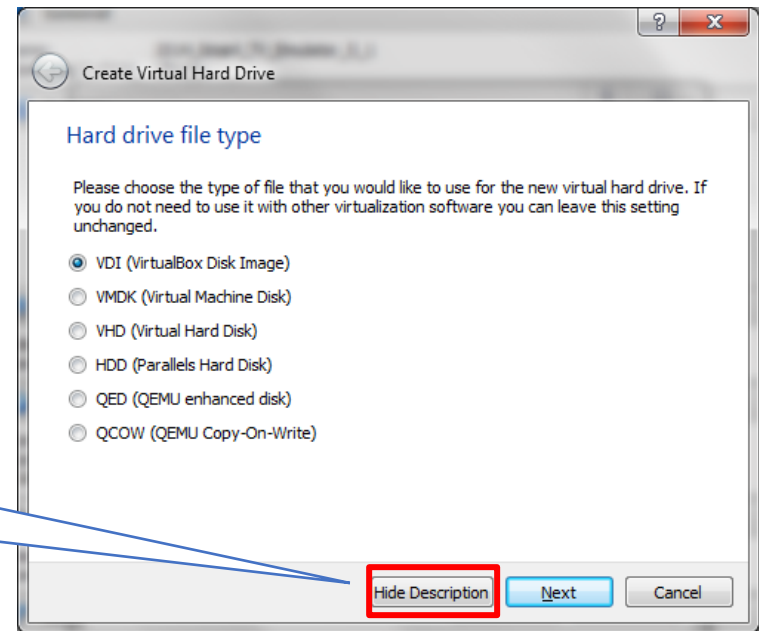 Create Virtual Hard Drive
Hard drive file type
Please choose the type of file that you would like to use for the new virtual hard drive. If
you do not need to use it with other virtualization software you can leave this setting
unchanged.
VDI (VirtualBox Disk Image)
VMDK (Virtual Machine Disk)
VHD (Virtual Hard Disk)
HDD (Parallels Hard Disk)
QED (QEMU enhanced disk)
QCOW (QEMU Copy-On-Write)
Hide Description Next Cancel